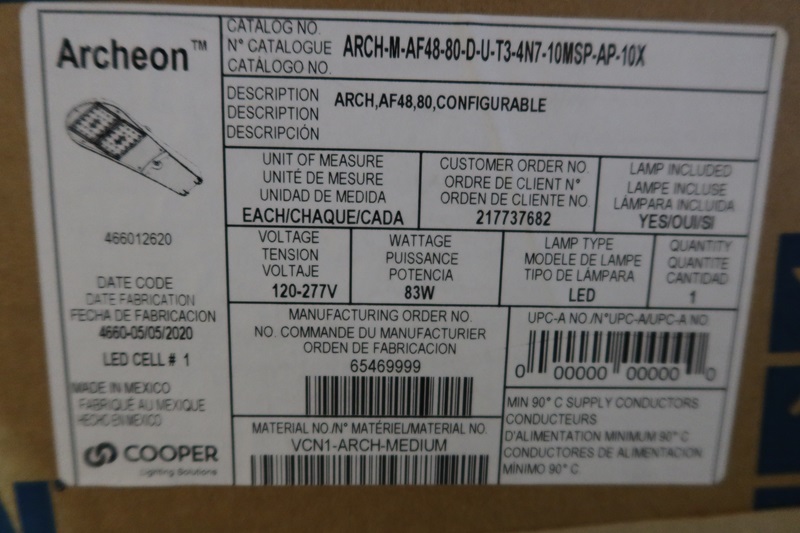 Archeon™
466012620
DATE CODE
DATE FABRICATION
FECHA DE FABRICACION
4660-05/05/2020
LED CELL # 1
MADE IN MEXICO
FABRIQUÉ AU MEXIQUE
HECHO EN MEXICO
COOPER
Lighting Solutions
CATALOG NO.
N° CATALOGUE
CATÁLOGO NO.
ARCH-M-AF48-80-D-U-T3-4N7-10MSP-AP-10X
DESCRIPTION
DESCRIPTION
DESCRIPCIÓN
ARCH,AF48,80,CONFIGURABLE
UNIT OF MEASURE
UNITÉ DE MESURE
UNIDAD DE MEDIDA
EACH/CHAQUE/CADA
CUSTOMER ORDER NO
ORDRE DE CLIENT N°
ORDEN DE CLIENTE NO.
217737682
LAMP INCLUDED
LAMPE INCLUSE
LÁMPARA INCLUIDA
YES/OUI/SI
VOLTAGE
TENSION
VOLTAJE
120-277V
WATTAGE
PUISSANCE
POTENCIA
83W
LAMP TYPE
MODELE DE LAMPE
TIPO DE LÁMPARA
LED
QUANTITY
QUANTITE
CANTIDAD
1
MANUFACTURING ORDER NO.
NO. COMMANDE DU MANUFACTURIER
ORDEN DE FABRICACION
65469999
UPC-A NO./N°UPC-A/UPC-A NO.
0 00000 00000 0
MATERIAL NO./N° MATÉRIEL/MATERIAL NO.
VCN1-ARCH-MEDIUM
MIN 90° C SUPPLY CONDUCTORS
CONDUCTEURS
D'ALIMENTATION MINIMUM 90° C
CONDUCTORES DE ALIMENTACION
MÍNIMO 90° C